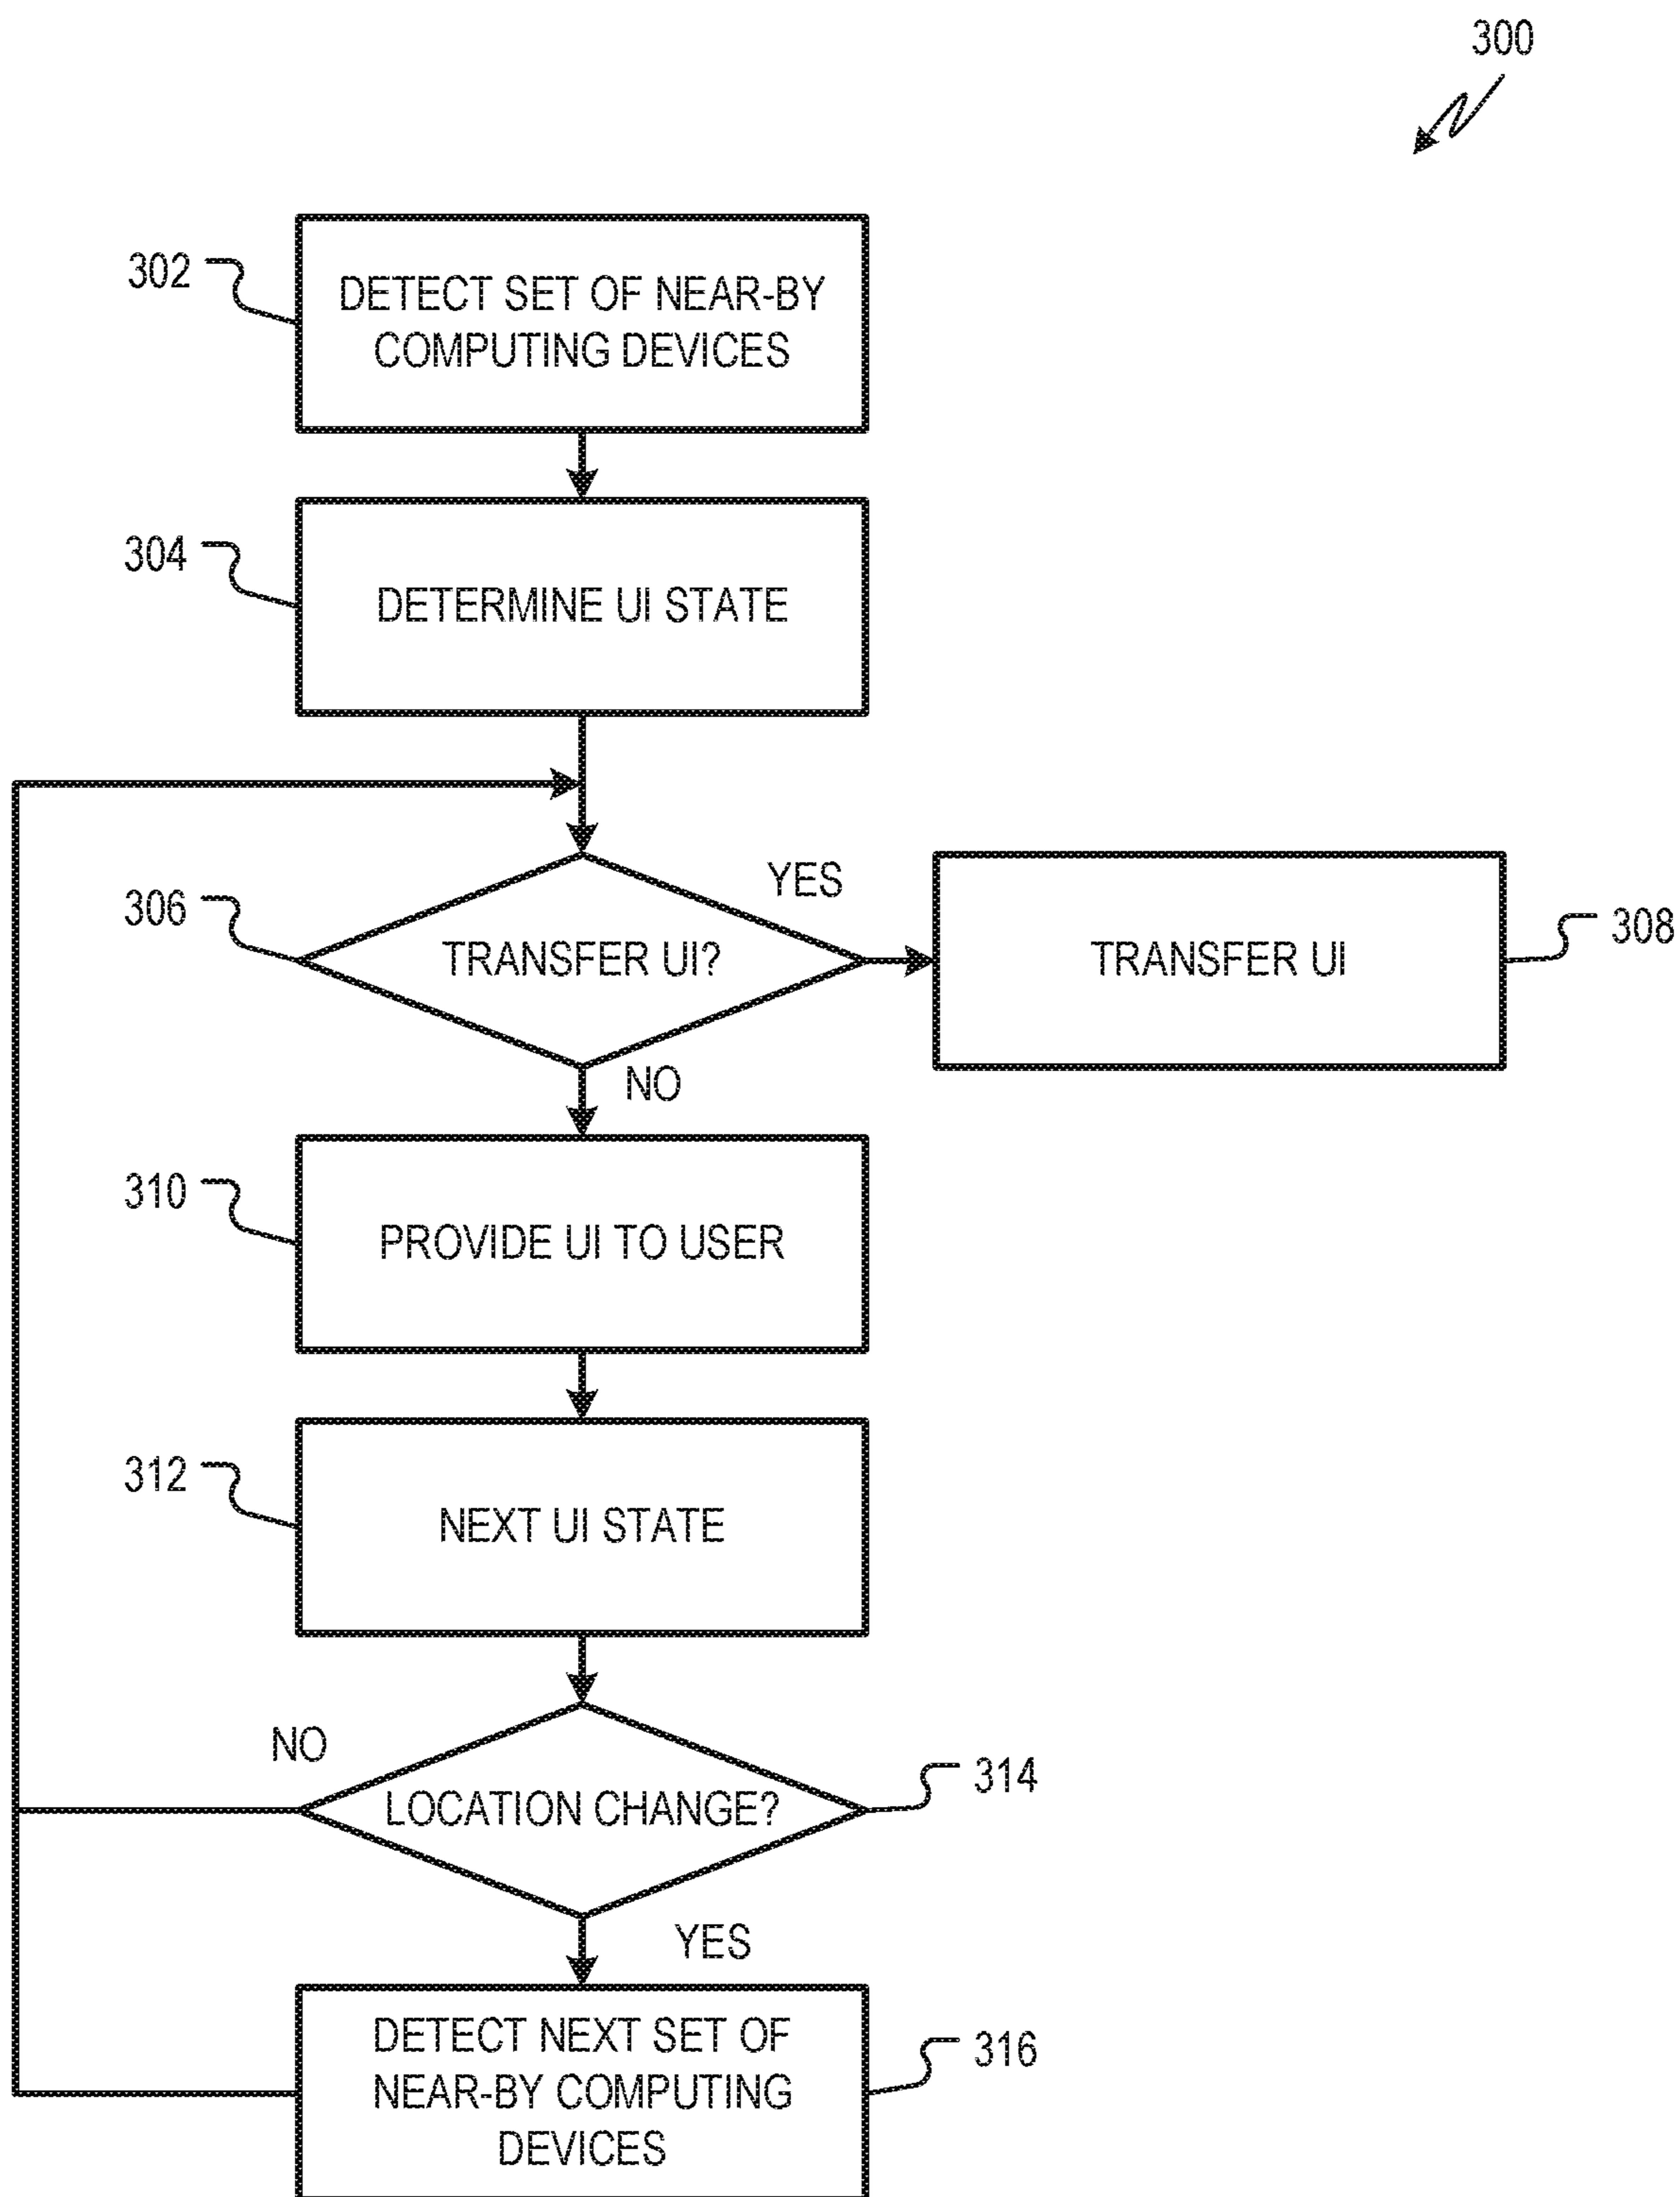 300
302
DETECT SET OF NEAR-BY
COMPUTING DEVICES
304
DETERMINE UI STATE
YES
306
TRANSFER UI?
TRANSFER UI
308
NO
310
PROVIDE UI TO USER
312
NEXT UI STATE
NO
LOCATION CHANGE?
314
YES
DETECT NEXT SET OF
NEAR-BY COMPUTING
DEVICES
316